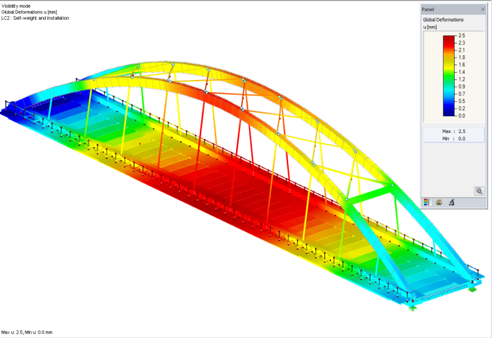 Visibility mode
Global Deformations u [mm]
LC2: Self-weight and installation
Panel
Global Deformations
u [mm]
2.5
2.3
2.1
1.8
1.6
1.4
1.2
0.9
0.7
0.5
0.2
0.0
Max : 2.5
Min : 0.0
Max u: 2.5, Min u: 0.0 mm